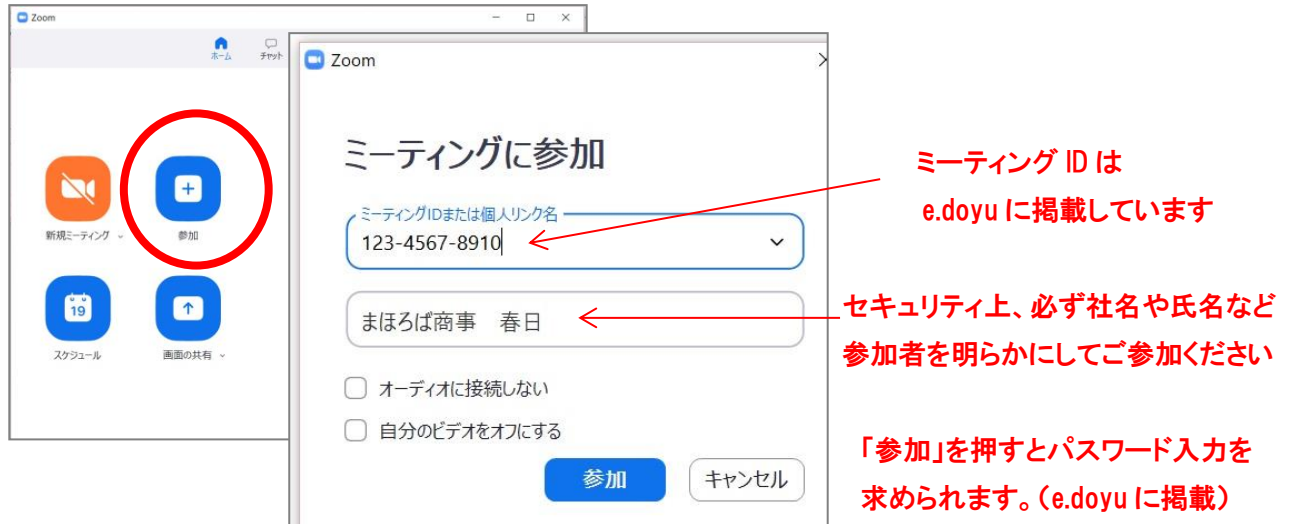 Zoom
ホーム
チャット
新規ミーティング
参加
19
スケジュール
画面の共有
Zoom
ミーティングに参加
ミーティングIDまたは個人リンク名
123-4567-8910
まほろば商事　春日
オーディオに接続しない
自分のビデオをオフにする
参加
キャンセル
ミーティング ID は
e.doyu に掲載しています
セキュリティ上、必ず社名や氏名など
参加者を明らかにしてご参加ください
「参加」を押すとパスワード入力を
求められます。（e.doyu に掲載）